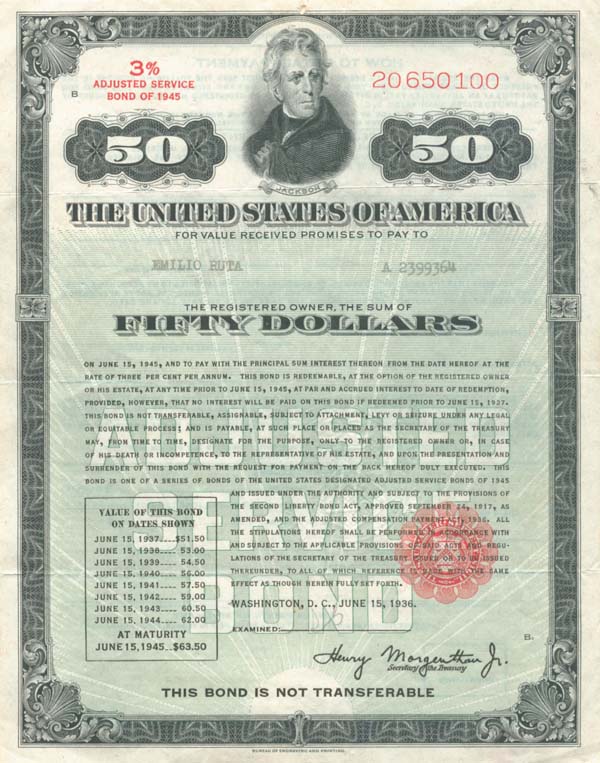 3%
ADJUSTED SERVICE
BOND OF 1945
B
20650100
50
50
JACKSON
THE UNITED STATES OF AMERICA
FOR VALUE RECEIVED PROMISES TO PAY TO
EMILIO RUTA A 2399364
THE REGISTERED OWNER, THE SUM OF
FIFTY DOLLARS
ON JUNE 15, 1945, AND TO PAY WITH THE PRINCIPAL SUM INTEREST THEREON FROM THE DATE HEREOF AT THE
RATE OF THREE PER CENT PER ANNUM. THIS BOND IS REDEEMABLE, AT THE OPTION OF THE REGISTERED OWNER
OR HIS ESTATE, AT ANY TIME PRIOR TO JUNE 15, 1945, AT PAR AND ACCRUED INTEREST TO DATE OF REDEMPTION,
PROVIDED, HOWEVER, THAT NO INTEREST WILL BE PAID ON THIS BOND IF REDEEMED PRIOR TO JUNE 15, 1937.
THIS BOND IS NOT TRANSFERABLE, ASSIGNABLE, SUBJECT TO ATTACHMENT, LEVY OR SEIZURE UNDER ANY LEGAL
OR EQUITABLE PROCESS; AND IS PAYABLE, AT SUCH PLACE OR PLACES AS THE SECRETARY OF THE TREASURY
MAY, FROM TIME TO TIME, DESIGNATE FOR THE PURPOSE, ONLY TO THE REGISTERED OWNER OR, IN CASE
OF HIS DEATH OR INCOMPETENCE, TO THE REPRESENTATIVE OF HIS ESTATE, AND UPON THE PRESENTATION AND
SURRENDER OF THIS BOND WITH THE REQUEST FOR PAYMENT ON THE BACK HEREOF DULY EXECUTED. THIS
BOND IS ONE OF A SERIES OF BONDS OF THE UNITED STATES DESIGNATED ADJUSTED SERVICE BONDS OF 1945
AND ISSUED UNDER THE AUTHORITY AND SUBJECT TO THE PROVISIONS OF
THE SECOND LIBERTY BOND ACT, APPROVED SEPTEMBER 24, 1917, AS
AMENDED, AND THE ADJUSTED COMPENSATION PAYMENT ACT, 1936. ALL
THE STIPULATIONS HEREOF SHALL BE PERFORMED IN ACCORDANCE WITH
AND SUBJECT TO THE APPLICABLE PROVISIONS OF SAID ACTS AND REGU-
LATIONS OF THE SECRETARY OF THE TREASURY ISSUED OR TO BE ISSUED
THEREUNDER, TO ALL OF WHICH REFERENCE IS MADE WITH THE SAME
EFFECT AS THOUGH HEREIN FULLY SET FORTH.
WASHINGTON, D. C., JUNE 15, 1936.
EXAMINED:
VALUE OF THIS BOND
ON DATES SHOWN
JUNE 15, 1937 $51.50
JUNE 15, 1938 53.00
JUNE 15, 1939 54.50
JUNE 15, 1940 56.00
JUNE 15, 1941 57.50
JUNE 15, 1942 59.00
JUNE 15, 1943 60.50
JUNE 15, 1944 62.00
AT MATURITY
JUNE 15, 1945 $63.50
SERVICE
BOND
B.
Henry Morgenthau Jr.
Secretary of the Treasury
THIS BOND IS NOT TRANSFERABLE
BUREAU OF ENGRAVING AND PRINTING